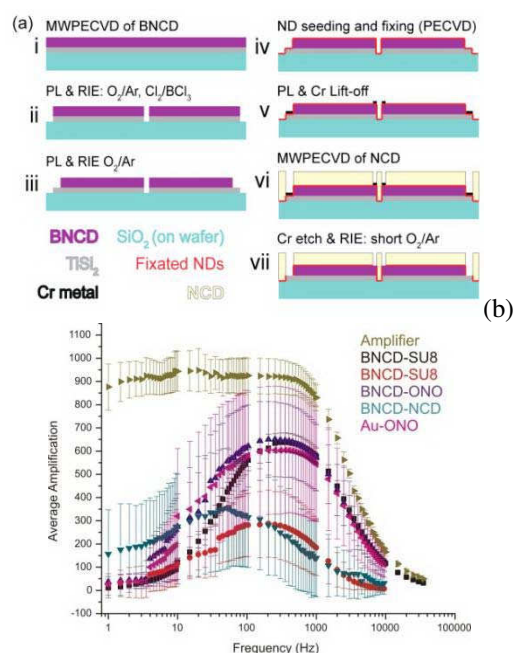 (a)
MWPECVD of BNCD
i
PL & RIE: O₂/Ar, Cl₂/BCl₃
ii
PL & RIE O₂/Ar
iii
BNCD SiO₂ (on wafer)
TiSi₂ Fixated NDs
Cr metal NCD
ND seeding and fixing (PECVD)
iv
PL & Cr Lift-off
v
MWPECVD of NCD
vi
Cr etch & RIE: short O₂/Ar
vii
(b)
Average Amplification
1100
1000
900
800
700
600
500
400
300
200
100
0
Amplifier
BNCD-SU8
BNCD-SU8
BNCD-ONO
BNCD-NCD
Au-ONO
1 10 100 1000 10000 100000
Frequency (Hz)